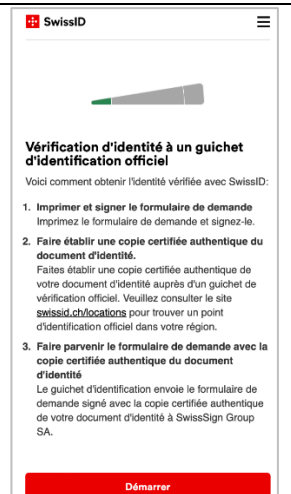 SwissID
Vérification d'identité à un guichet
d'identification officiel
Voici comment obtenir l'identité vérifiée avec SwissID:
1. Imprimer et signer le formulaire de demande
Imprimez le formulaire de demande et signez-le.
2. Faire établir une copie certifiée authentique du
document d'identité.
Faites établir une copie certifiée authentique de
votre document d'identité auprès d'un guichet de
vérification officiel. Veuillez consulter le site
swissid.ch/locations pour trouver un point
d'identification officiel dans votre région.
3. Faire parvenir le formulaire de demande avec la
copie certifiée authentique du document
d'identité
Le guichet d'identification envoie le formulaire de
demande signé avec la copie certifiée authentique
de votre document d'identité à SwissSign Group
SA.
Démarrer